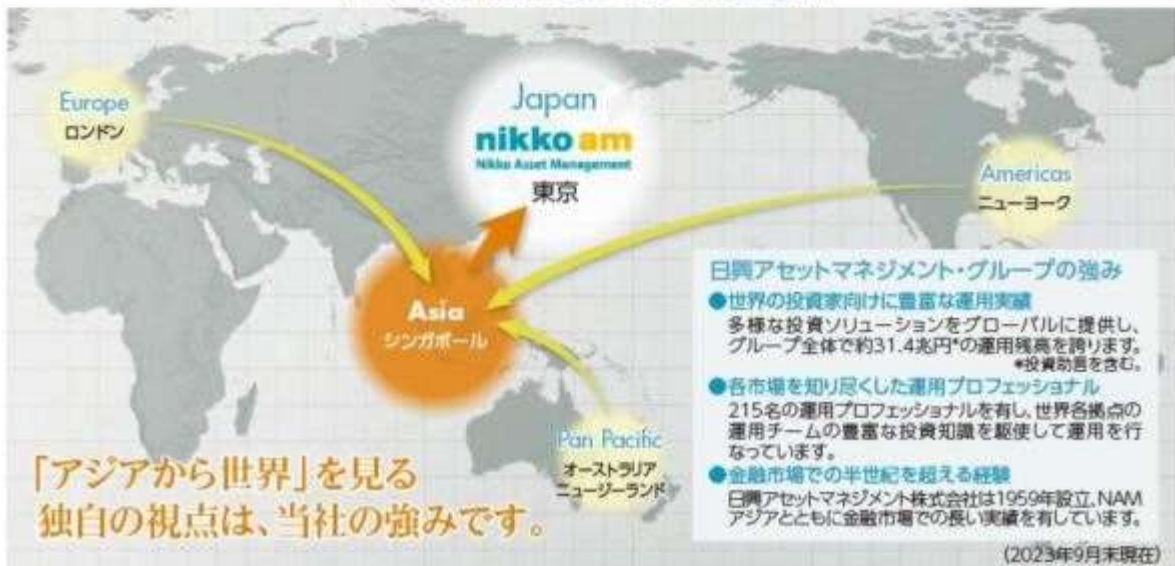 Europe
ロンドン
Japan
nikko am
Nikko Asset Management
東京
Americas
ニューヨーク
Asia
シンガポール
Pan Pacific
オーストラリア
ニュージーランド
「アジアから世界」を見る
独自の視点は、当社の強みです。
日興アセットマネジメント・グループの強み
●世界の投資家向けに豊富な運用実績
多様な投資ソリューションをグローバルに提供し、
グループ全体で約31.4兆円*の運用残高を誇ります。
*投資助言を含む。
●各市場を知り尽くした運用プロフェッショナル
215名の運用プロフェッショナルを有し、世界各拠点の
運用チームの豊富な投資知識を駆使して運用を行
なっています。
●金融市場での半世紀を超える経験
日興アセットマネジメント株式会社は1959年設立、NAM
アジアとともに金融市場での長い実績を有しています。
(2023年9月末現在)